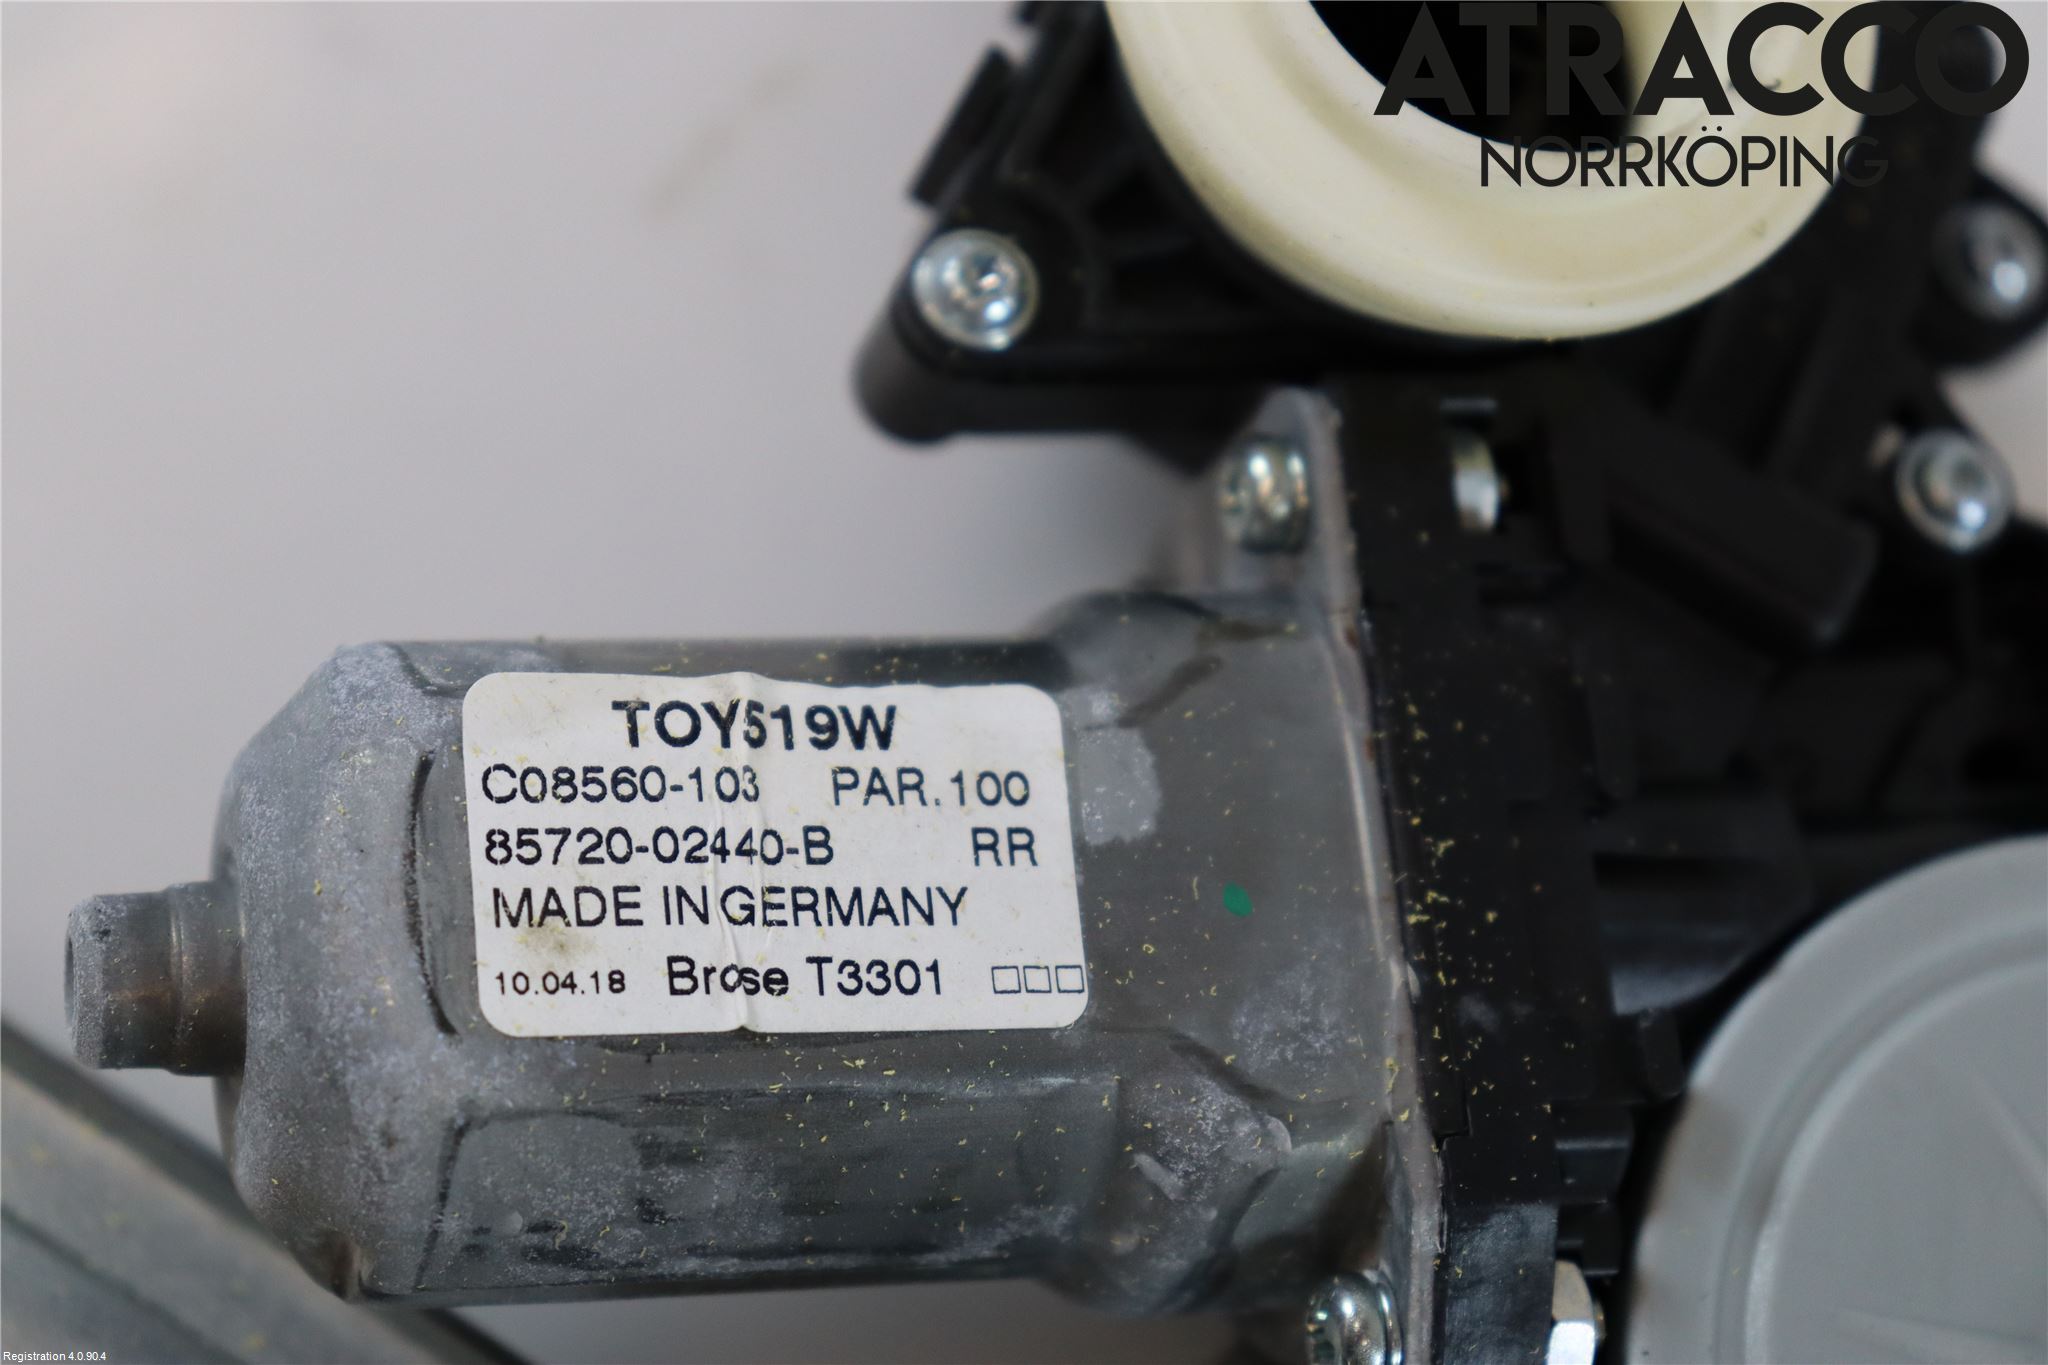 ATRACCO
NORRKÖPING
TOY519W
C08560-103 PAR.100
85720-02440-B RR
MADE IN GERMANY
10.04.18 Brose T3301 □□□
Registration 4.0.90.4